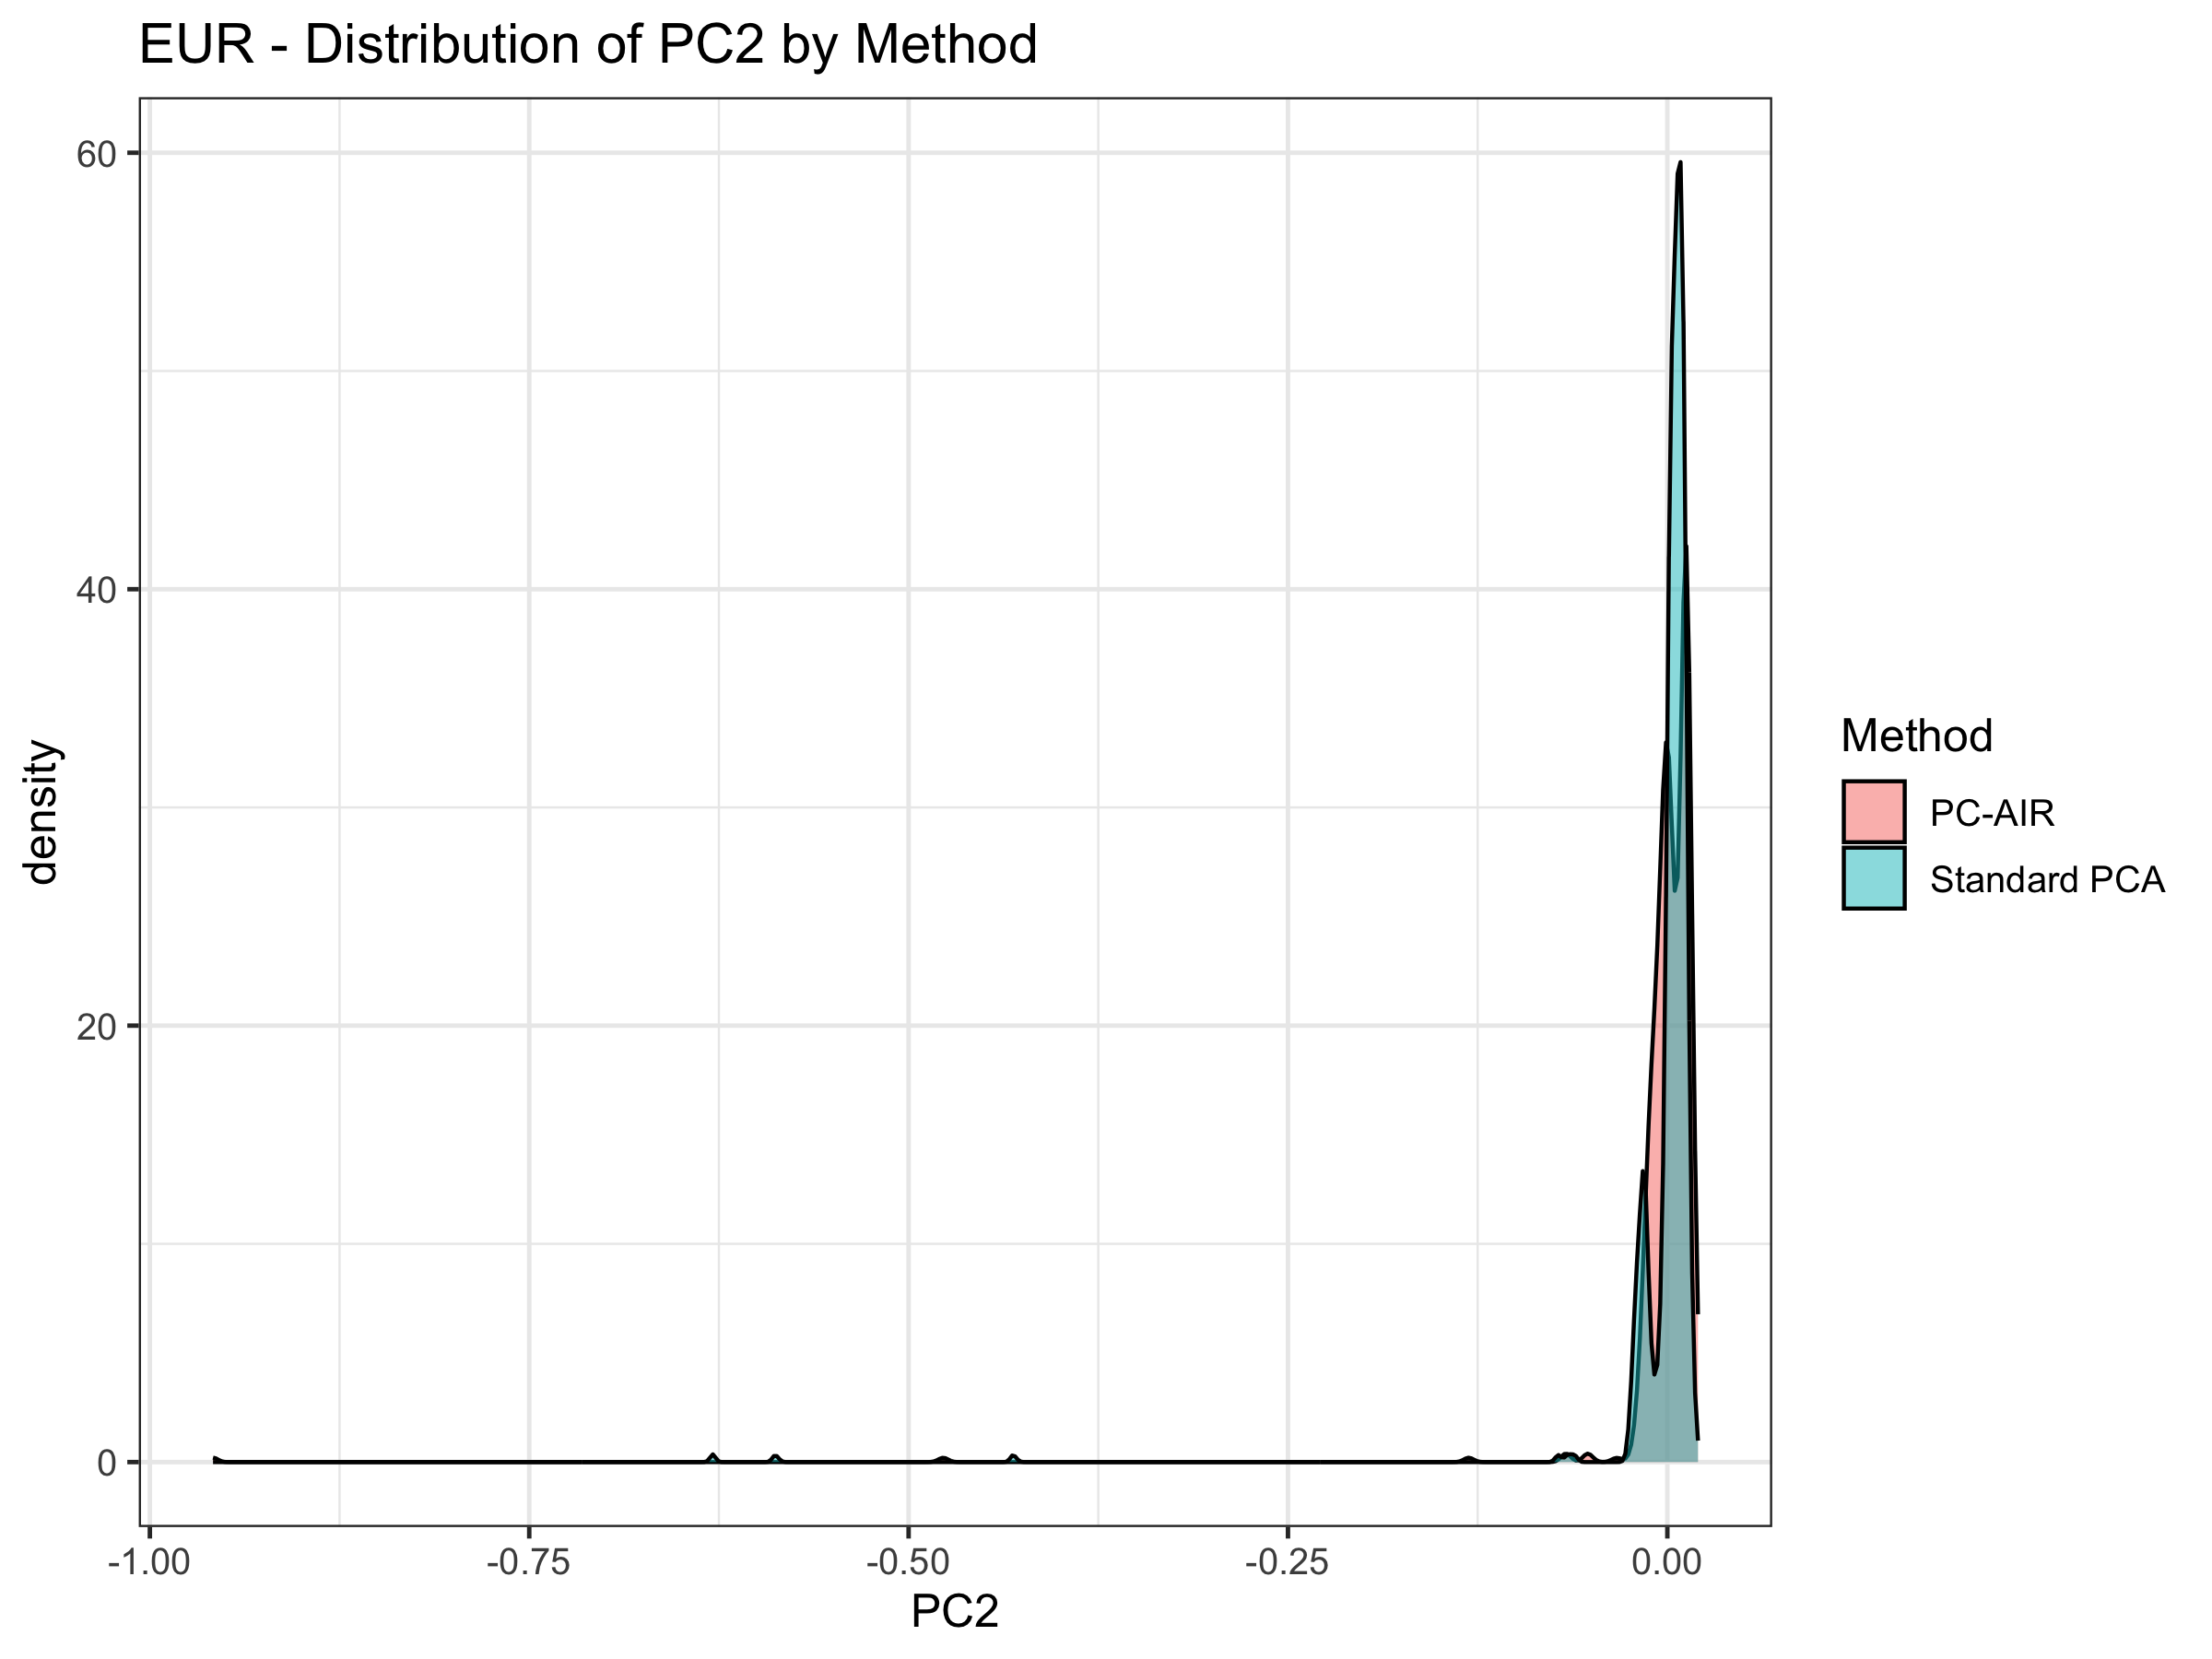 EUR - Distribution of PC2 by Method
60
40
20
0
density
-1.00
-0.75
-0.50
-0.25
0.00
PC2
Method
PC-AIR
Standard PCA